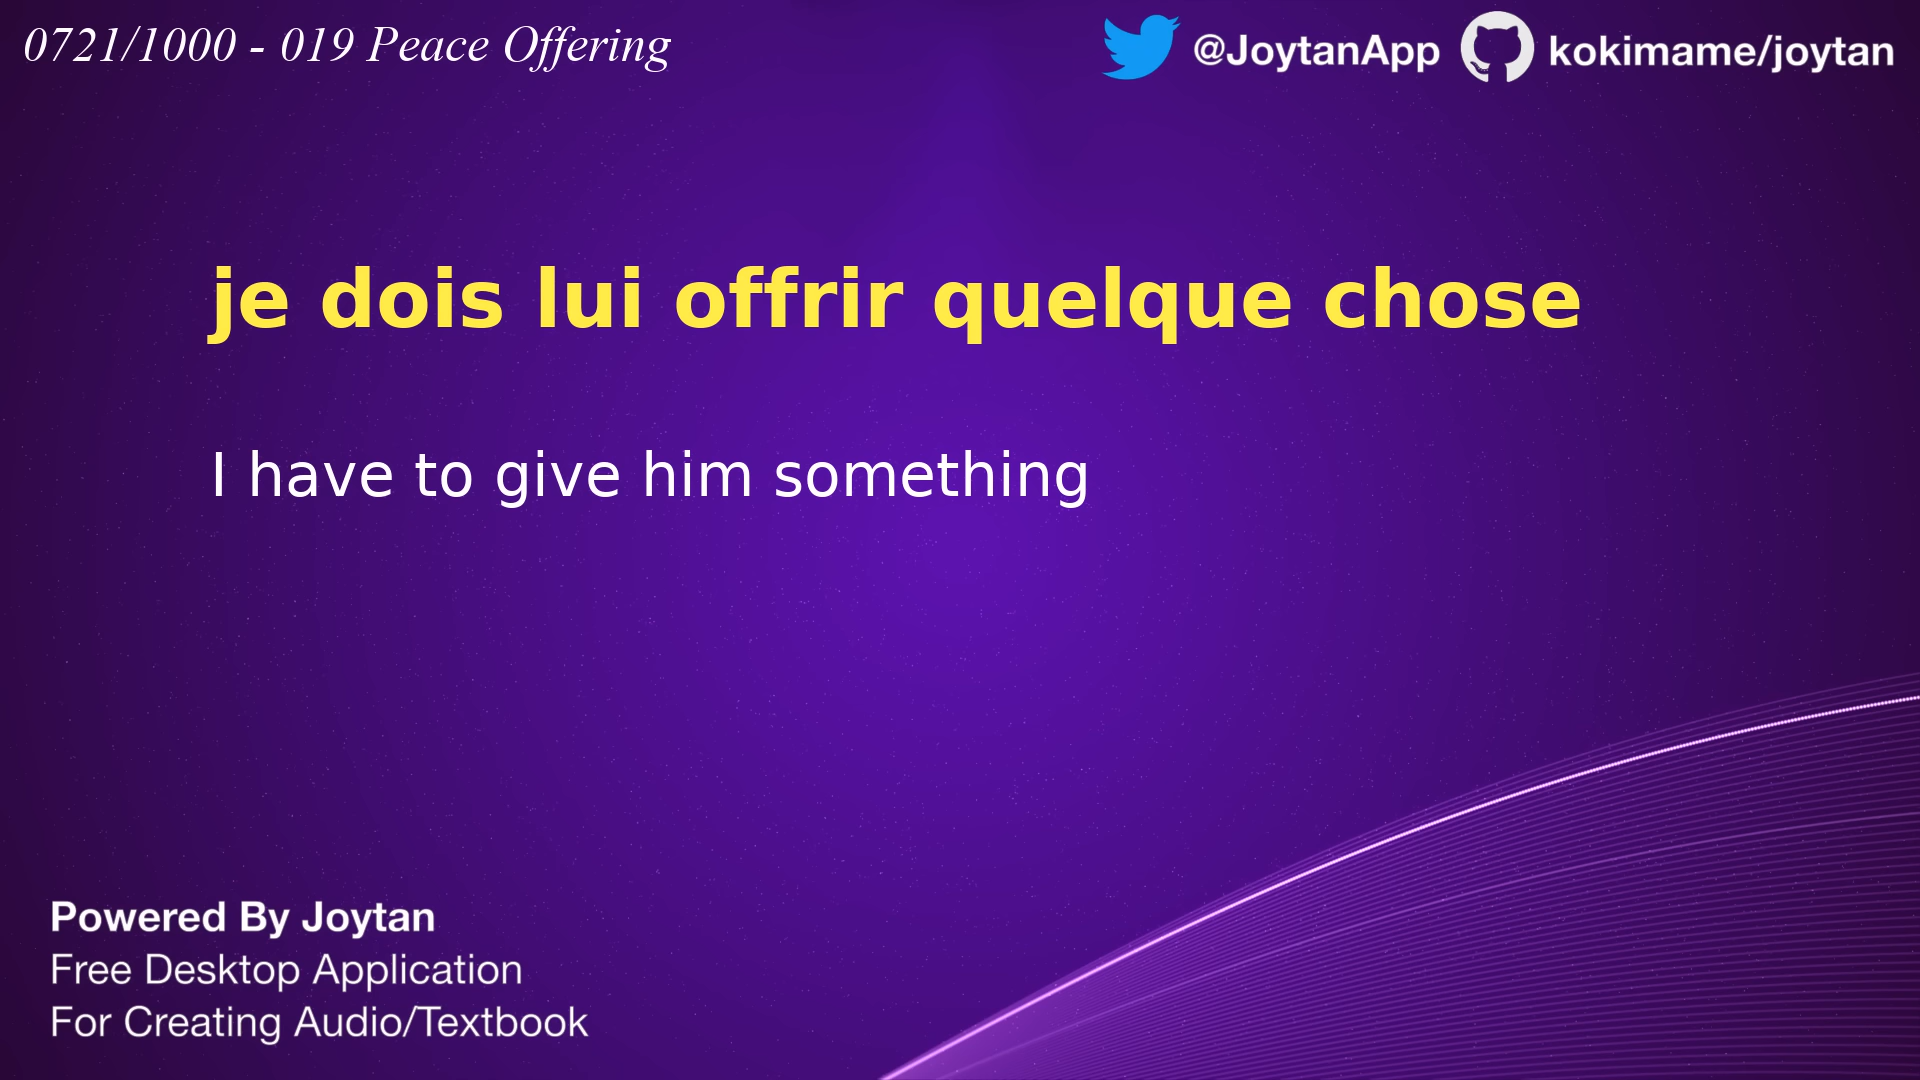 0721/1000 - 019 Peace Offering
@JoytanApp
kokimame/joytan
je dois lui offrir quelque chose
I have to give him something
Powered By Joytan
Free Desktop Application
For Creating Audio/Textbook